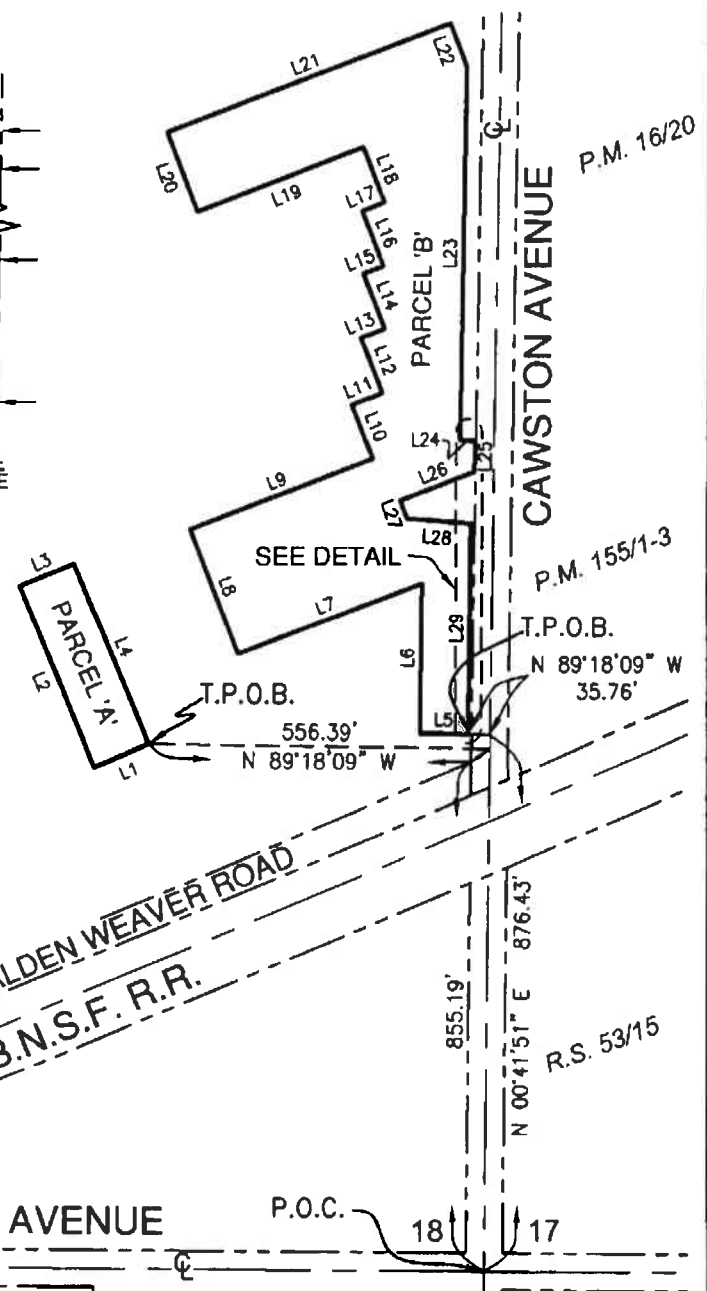 L21
L22
℄
P.M. 16/20
L20
L19
L18
L17
L16
L15
L14
L13
L12
L11
L10
L23
PARCEL 'B'
CAWSTON AVENUE
L24
L25
L26
L27
L28
L9
L8
L7
L6
SEE DETAIL
L29
P.M. 155/1-3
T.P.O.B.
N 89°18'09" W
35.76'
L5
L3
PARCEL 'A'
L4
L2
L1
T.P.O.B.
556.39'
N 89°18'09" W
ALDEN WEAVER ROAD
B.N.S.F. R.R.
855.19'
N 00°41'51" E 876.43'
R.S. 53/15
AVENUE
P.O.C.
18
17
℄